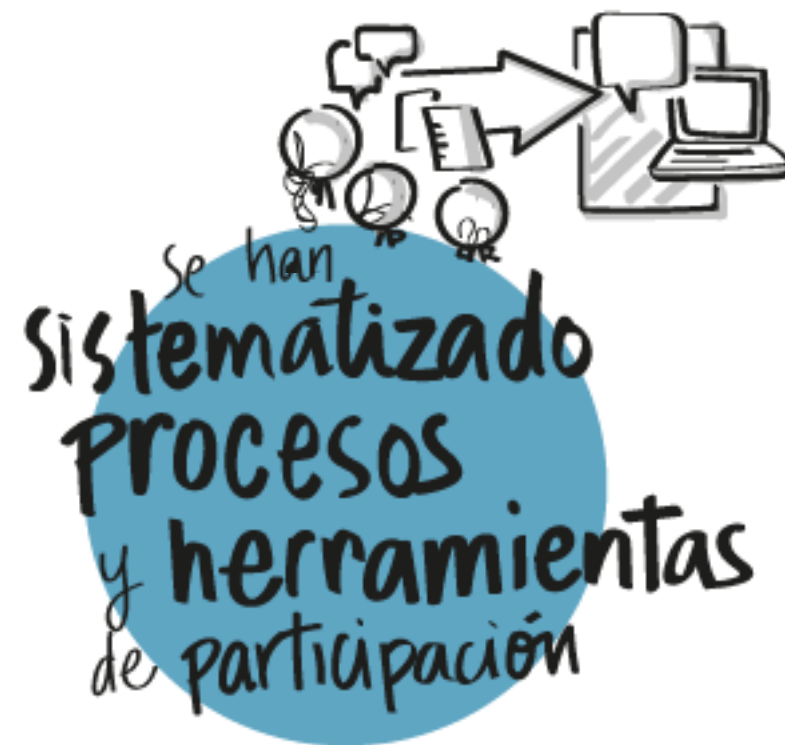 se han
sistematizado
procesos
y herramientas
de participación